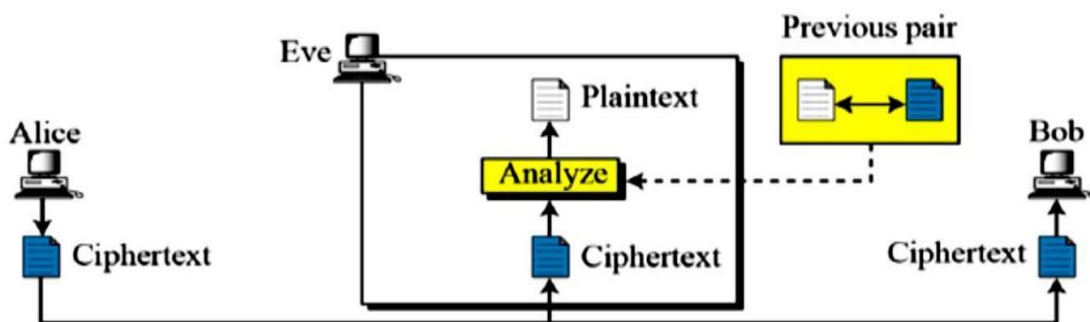 Previous pair
Eve
Plaintext
Alice
Bob
Analyze
Ciphertext
Ciphertext
Ciphertext